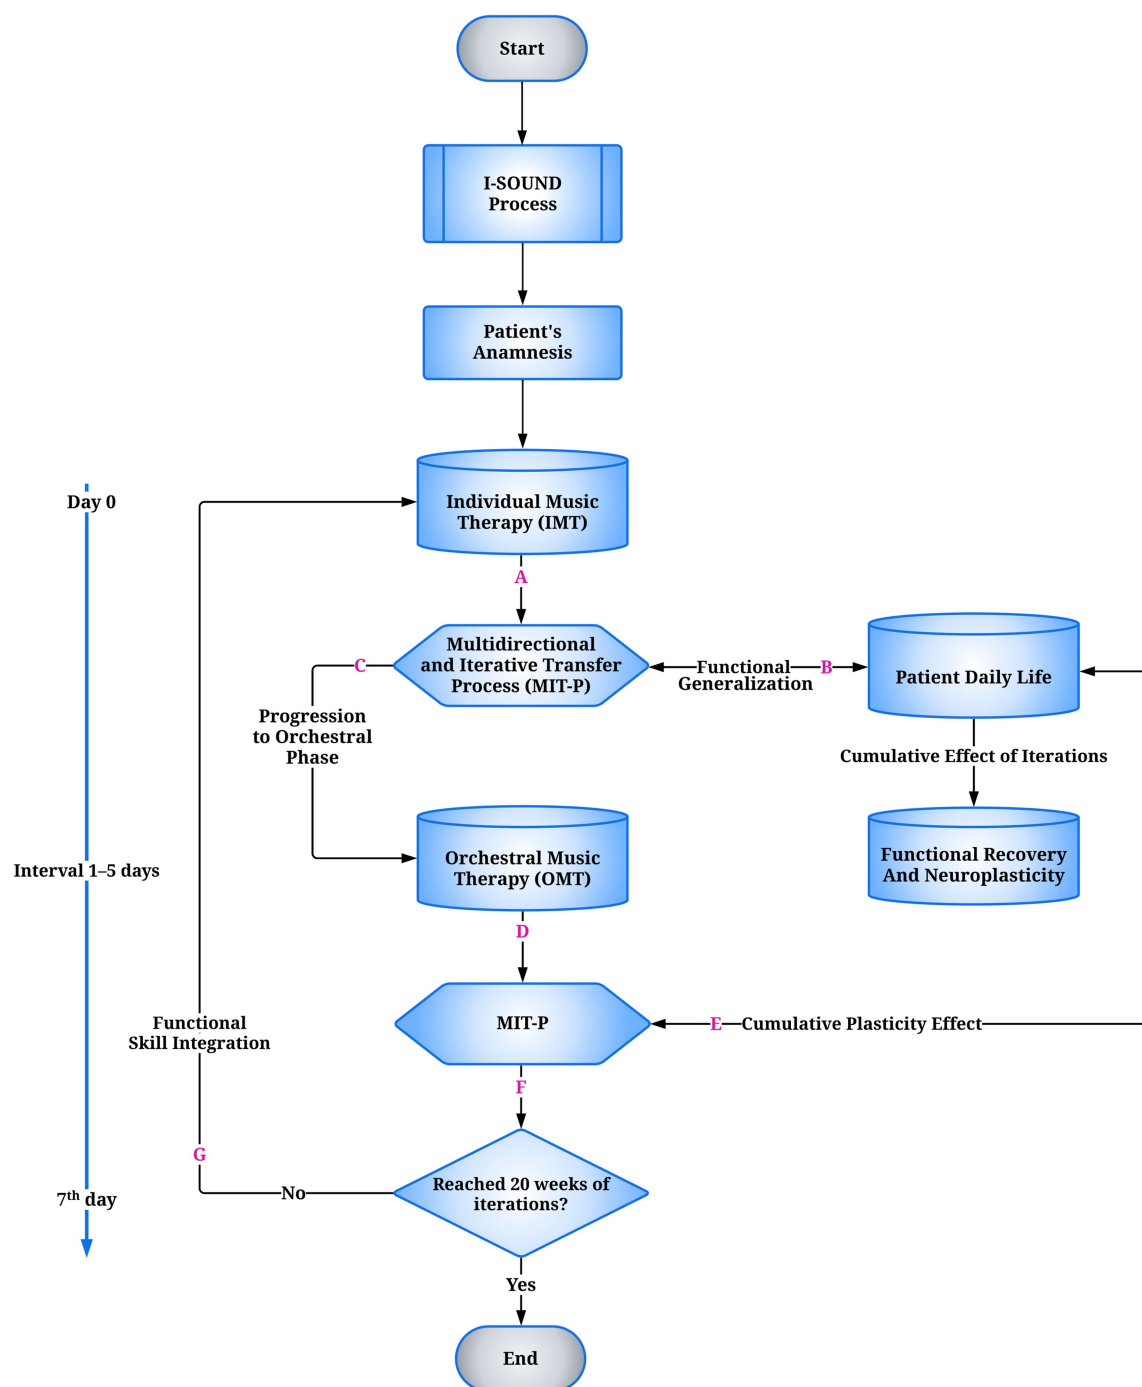 Start
I-SOUND
Process
Patient's
Anamnesis
Day 0
Individual Music
Therapy (IMT)
A
Multidirectional
and Iterative Transfer
Process (MIT-P)
C
Functional
Generalization
B
Patient Daily Life
Progression
to Orchestral
Phase
Cumulative Effect of Iterations
Orchestral Music
Therapy (OMT)
Functional Recovery
And Neuroplasticity
Interval 1–5 days
D
MIT-P
E
Cumulative Plasticity Effect
Functional
Skill Integration
F
G
Reached 20 weeks of
iterations?
No
7th day
Yes
End